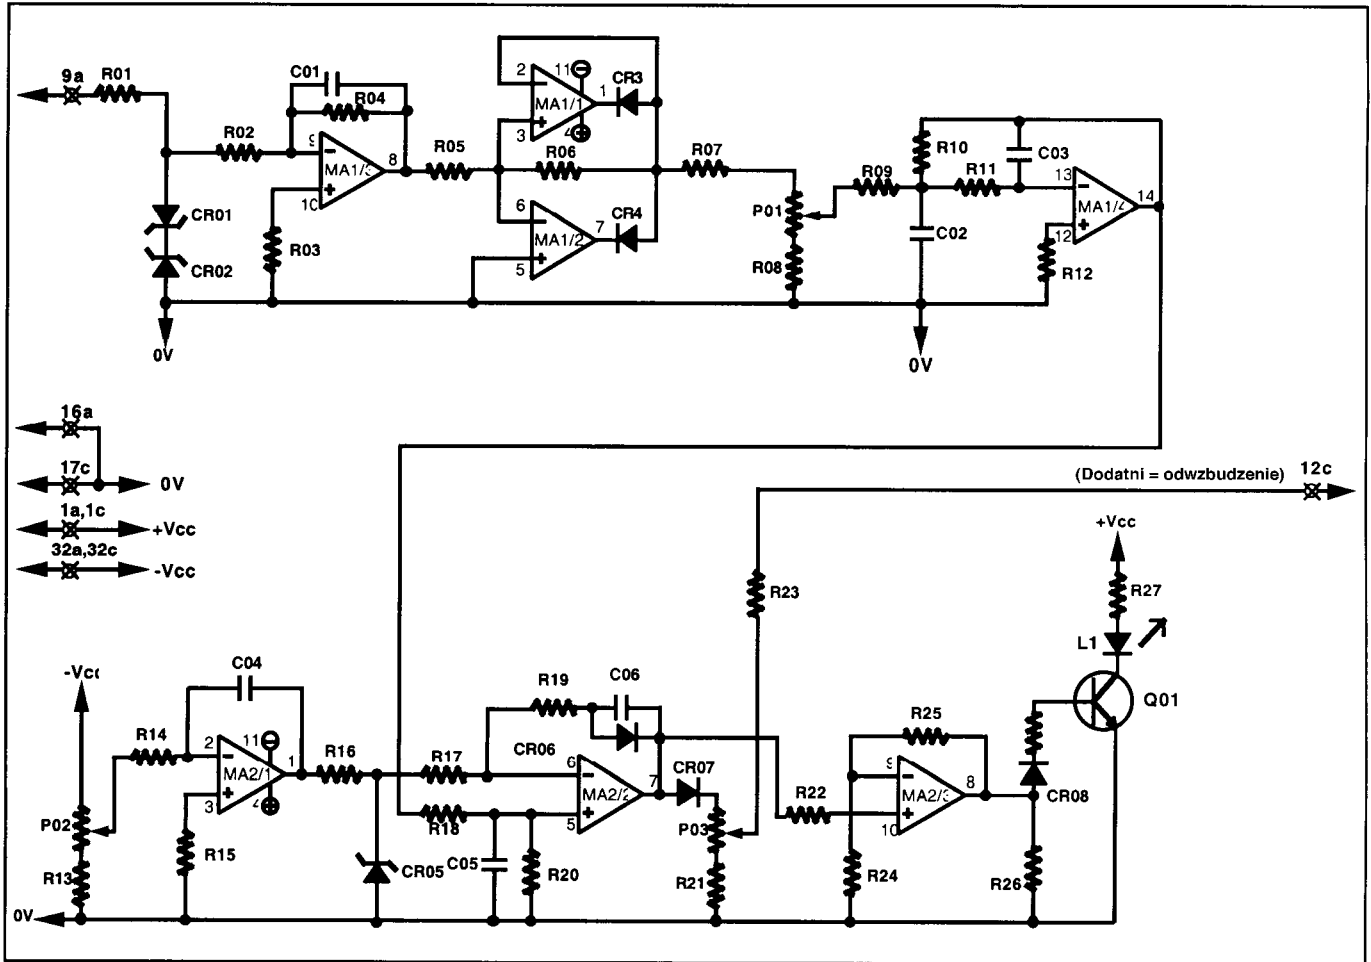 9a
R01
C01
R04
R02
9
8
MA1/3
10
R03
CR01
CR02
0V
R05
2
11
1
CR3
MA1/1
3
4
R06
R07
6
7
CR4
MA1/2
5
P01
R08
R09
R10
R11
C03
C02
13
14
MA1/4
12
R12
0V
16a
17c
0V
1a,1c
+Vcc
32a,32c
-Vcc
(Dodatni = odwzbudzenie)
12c
+Vcc
R23
R27
L1
Q01
-Vc
C04
R14
2
11
1
MA2/1
3
4
P02
R13
R15
0V
R16
CR05
R17
R18
C05
R20
R19
C06
CR06
6
7
MA2/2
5
CR07
P03
R21
R22
R25
9
8
MA2/3
10
R24
CR08
R26